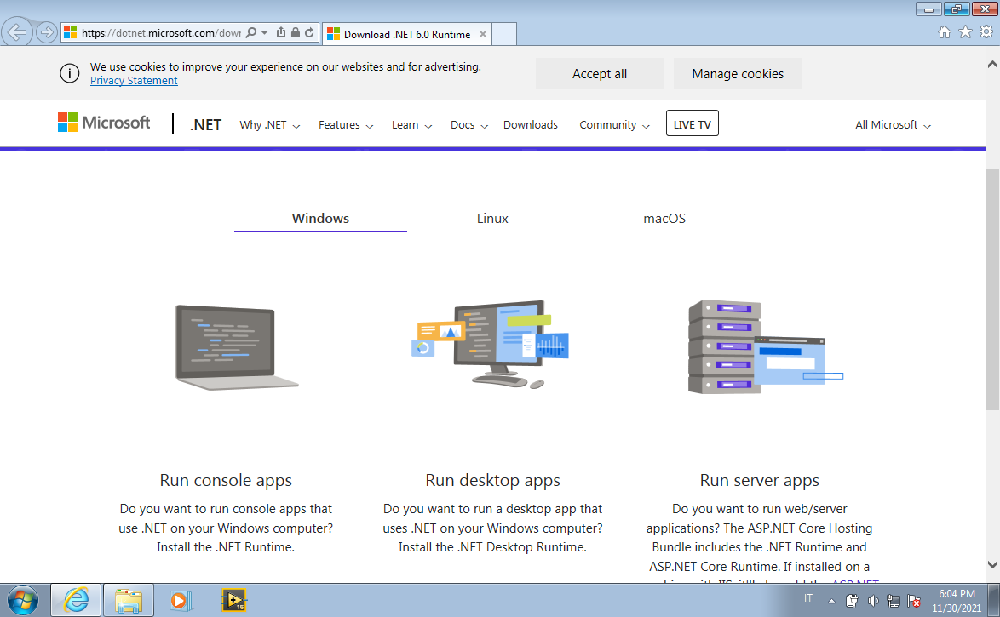 https://dotnet.microsoft.com/dow
Download .NET 6.0 Runtime
We use cookies to improve your experience on our websites and for advertising.
Privacy Statement
Accept all
Manage cookies
Microsoft
.NET
Why .NET
Features
Learn
Docs
Downloads
Community
LIVE TV
All Microsoft
Windows
Linux
macOS
Run console apps
Do you want to run console apps that
use .NET on your Windows computer?
Install the .NET Runtime.
Run desktop apps
Do you want to run a desktop app that
uses .NET on your Windows computer?
Install the .NET Desktop Runtime.
Run server apps
Do you want to run web/server
applications? The ASP.NET Core Hosting
Bundle includes the .NET Runtime and
ASP.NET Core Runtime. If installed on a
15
IT
6:04 PM
11/30/2021